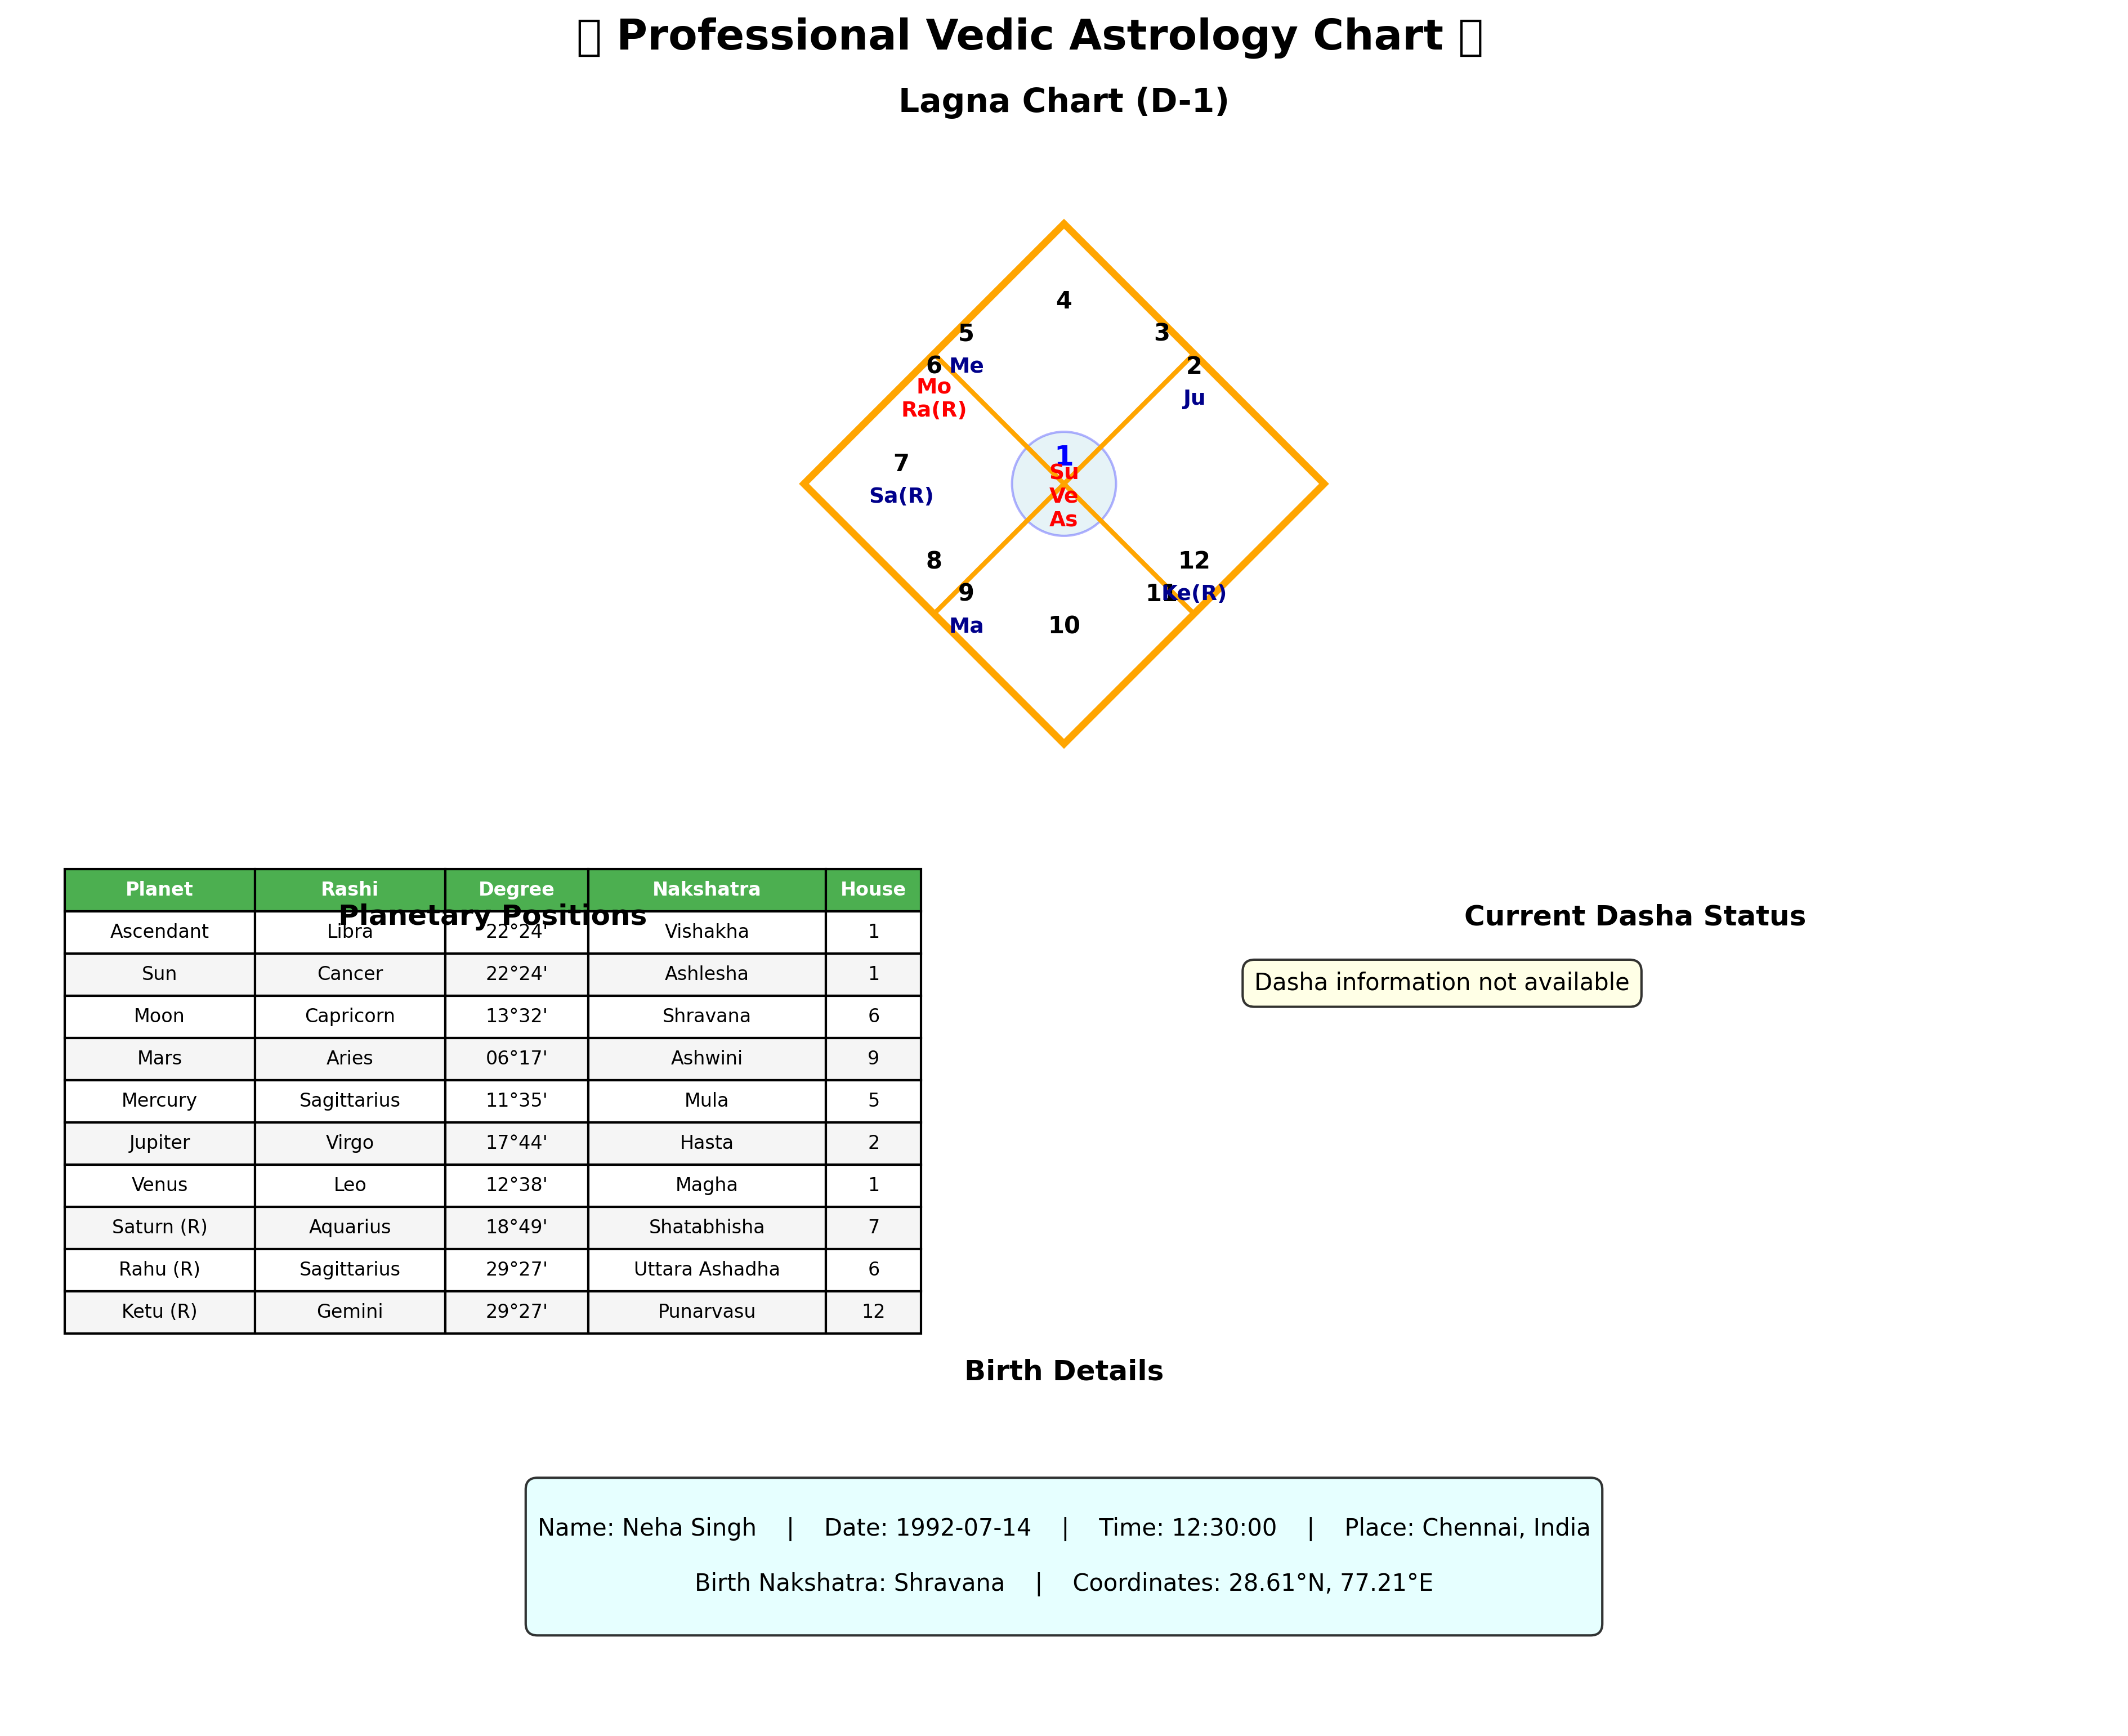 Professional Vedic Astrology Chart
Lagna Chart (D-1)
4
5
3
6 Me
2
Mo
Ra(R)
Ju
7
1
Su
Sa(R)
Ve
As
8
12
9
11
Ke(R)
Ma
10
Planet Rashi Degree Nakshatra House
Planetary Positions
Ascendant Libra 22°24' Vishakha 1
Sun Cancer 22°24' Ashlesha 1
Moon Capricorn 13°32' Shravana 6
Mars Aries 06°17' Ashwini 9
Mercury Sagittarius 11°35' Mula 5
Jupiter Virgo 17°44' Hasta 2
Venus Leo 12°38' Magha 1
Saturn (R) Aquarius 18°49' Shatabhisha 7
Rahu (R) Sagittarius 29°27' Uttara Ashadha 6
Ketu (R) Gemini 29°27' Punarvasu 12
Current Dasha Status
Dasha information not available
Birth Details
Name: Neha Singh | Date: 1992-07-14 | Time: 12:30:00 | Place: Chennai, India
Birth Nakshatra: Shravana | Coordinates: 28.61°N, 77.21°E